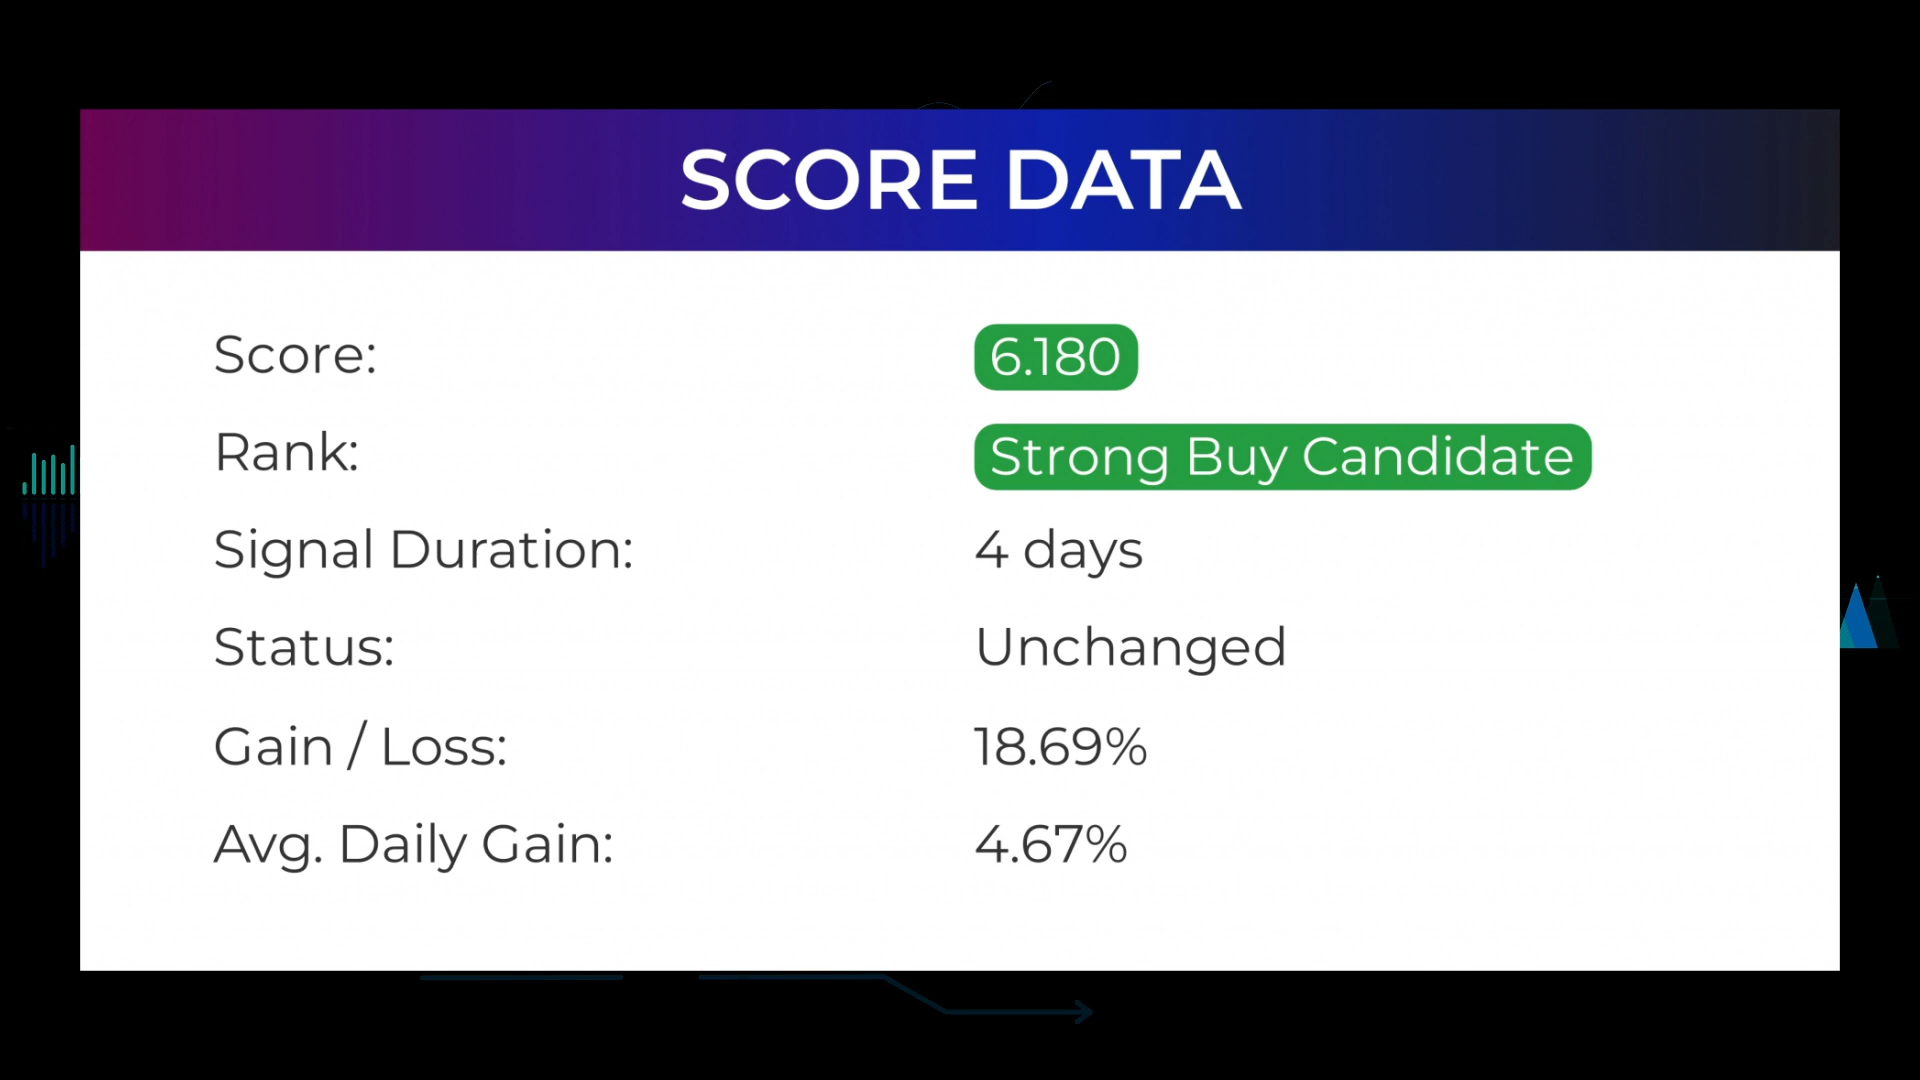 SCORE DATA
Score: 6.180
Rank: Strong Buy Candidate
Signal Duration: 4 days
Status: Unchanged
Gain / Loss: 18.69%
Avg. Daily Gain: 4.67%